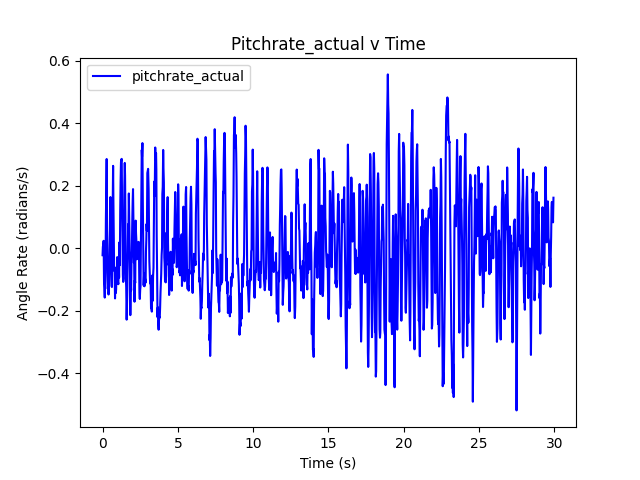 Pitchrate_actual v Time
pitchrate_actual
Angle Rate (radians/s)
0.6
0.4
0.2
0.0
−0.2
−0.4
0 5 10 15 20 25 30
Time (s)